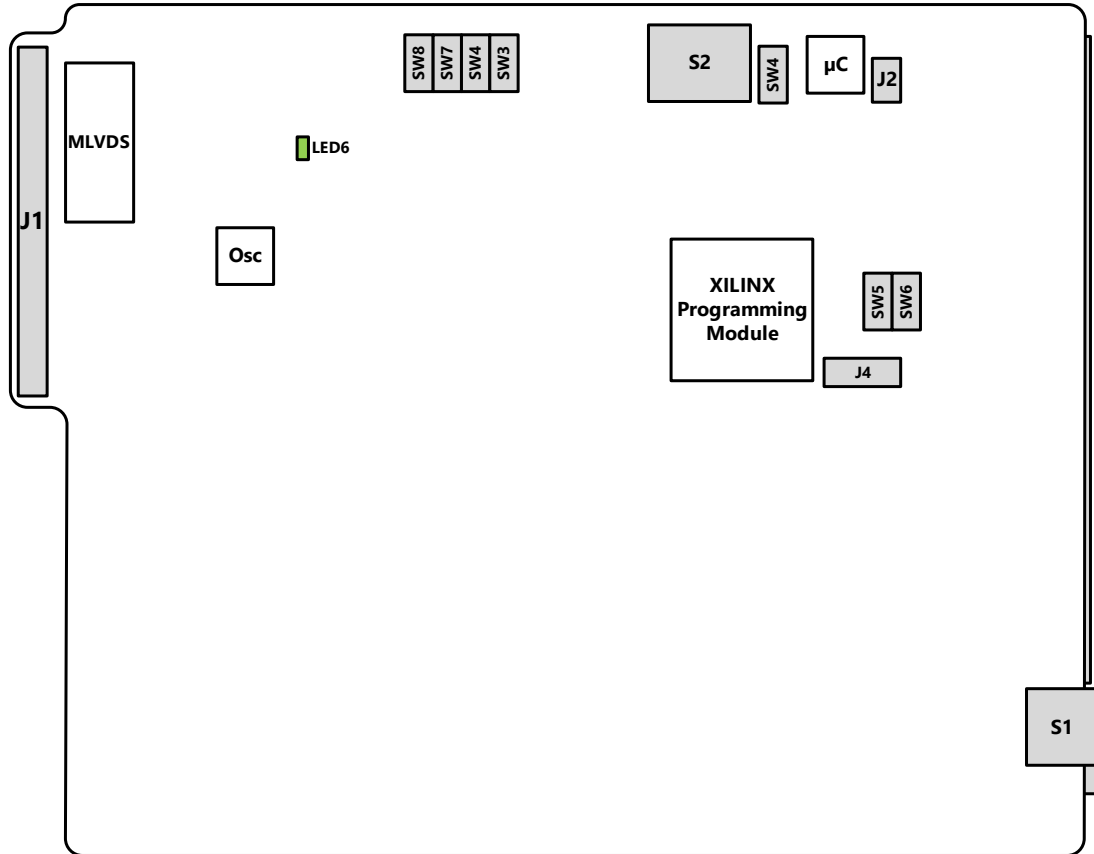 SW8
SW7
SW4
SW3
S2
SW4
µC
J2
MLVDS
LED6
J1
Osc
XILINX
Programming
Module
SW5
SW6
J4
S1